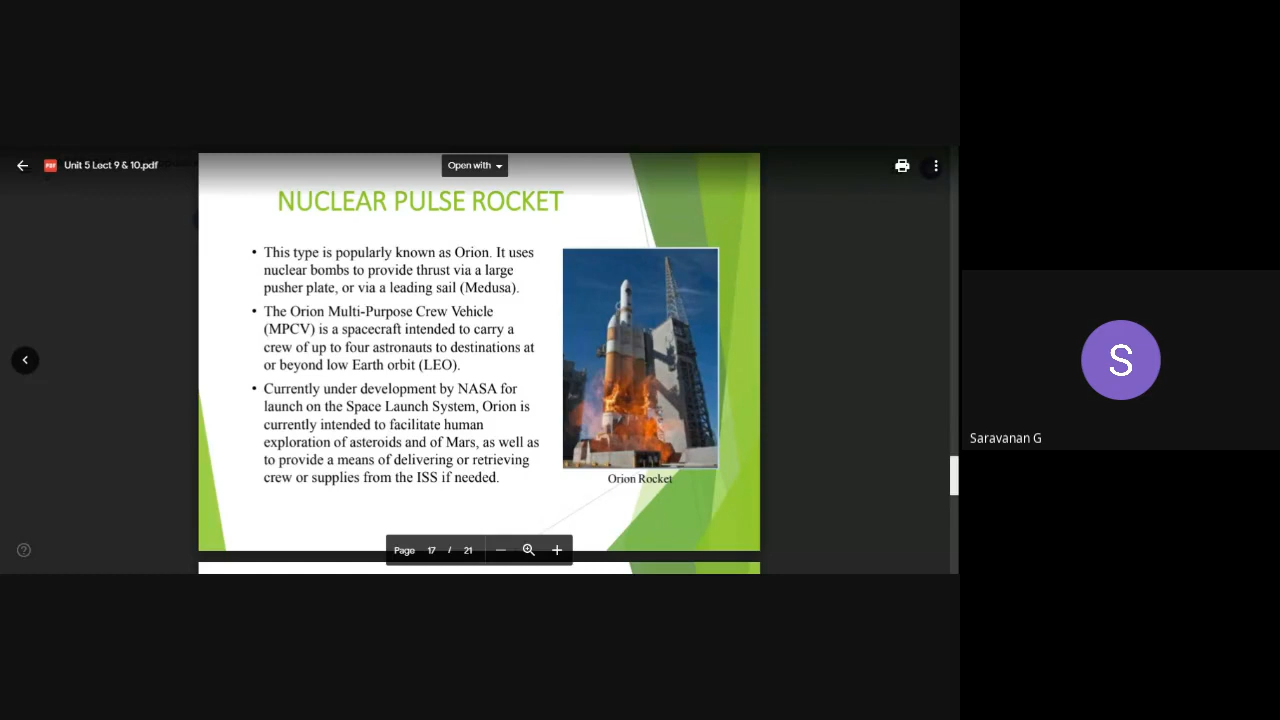 Unit 5 Lect 9 & 10.pdf
Open with
NUCLEAR PULSE ROCKET
• This type is popularly known as Orion. It uses
nuclear bombs to provide thrust via a large
pusher plate, or via a leading sail (Medusa).
• The Orion Multi-Purpose Crew Vehicle
(MPCV) is a spacecraft intended to carry a
crew of up to four astronauts to destinations at
or beyond low Earth orbit (LEO).
• Currently under development by NASA for
launch on the Space Launch System, Orion is
currently intended to facilitate human
exploration of asteroids and of Mars, as well as
to provide a means of delivering or retrieving
crew or supplies from the ISS if needed.
Orion Rocket
Page 17 / 21
S
Saravanan G